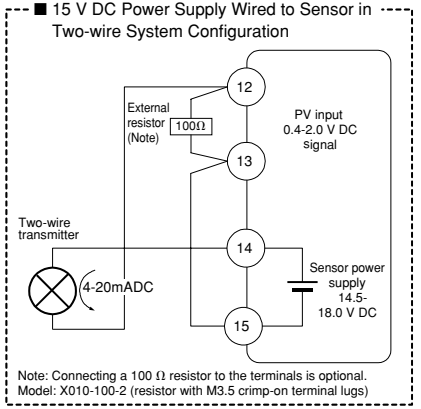 ■ 15 V DC Power Supply Wired to Sensor in
Two-wire System Configuration
12
External
resistor
(Note)
100Ω
PV input
0.4-2.0 V DC
signal
13
Two-wire
transmitter
14
4-20mADC
Sensor power
supply
14.5-
18.0 V DC
15
Note: Connecting a 100 Ω resistor to the terminals is optional.
Model: X010-100-2 (resistor with M3.5 crimp-on terminal lugs)